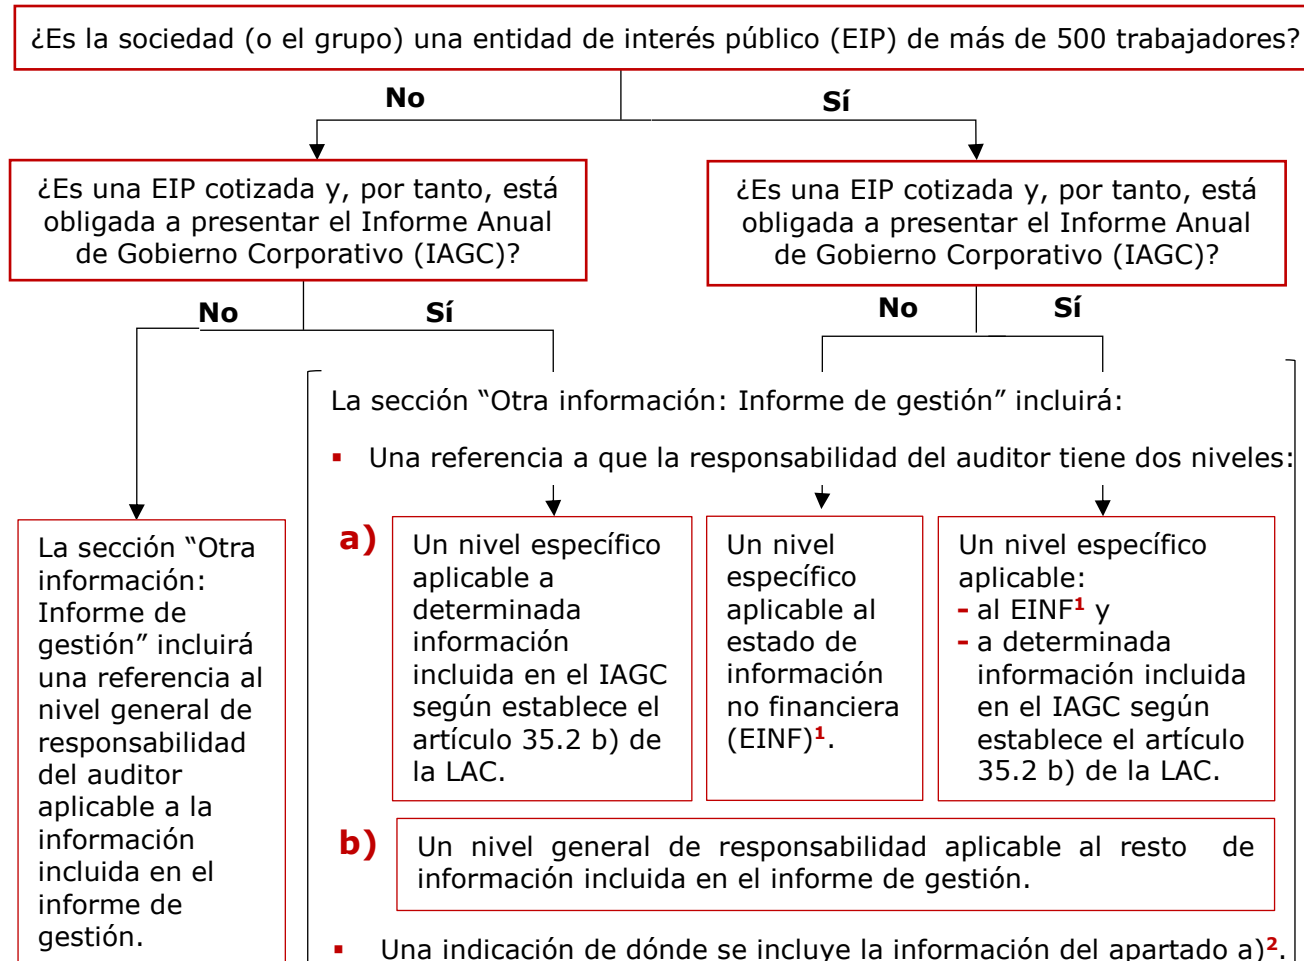 ¿Es la sociedad (o el grupo) una entidad de interés público (EIP) de más de 500 trabajadores?
No
Sí
¿Es una EIP cotizada y, por tanto, está
obligada a presentar el Informe Anual
de Gobierno Corporativo (IAGC)?
¿Es una EIP cotizada y, por tanto, está
obligada a presentar el Informe Anual
de Gobierno Corporativo (IAGC)?
No
Sí
No
Sí
La sección “Otra
información:
Informe de
gestión” incluirá
una referencia al
nivel general de
responsabilidad
del auditor
aplicable a la
información
incluida en el
informe de
gestión.
La sección “Otra información: Informe de gestión” incluirá:
▪ Una referencia a que la responsabilidad del auditor tiene dos niveles:
a)
Un nivel específico
aplicable a
determinada
información
incluida en el IAGC
según establece el
artículo 35.2 b) de
la LAC.
Un nivel
específico
aplicable al
estado de
información
no financiera
(EINF)¹.
Un nivel específico
aplicable:
- al EINF¹ y
- a determinada
información incluida
en el IAGC según
establece el artículo
35.2 b) de la LAC.
b)
Un nivel general de responsabilidad aplicable al resto de
información incluida en el informe de gestión.
▪ Una indicación de dónde se incluye la información del apartado a)².